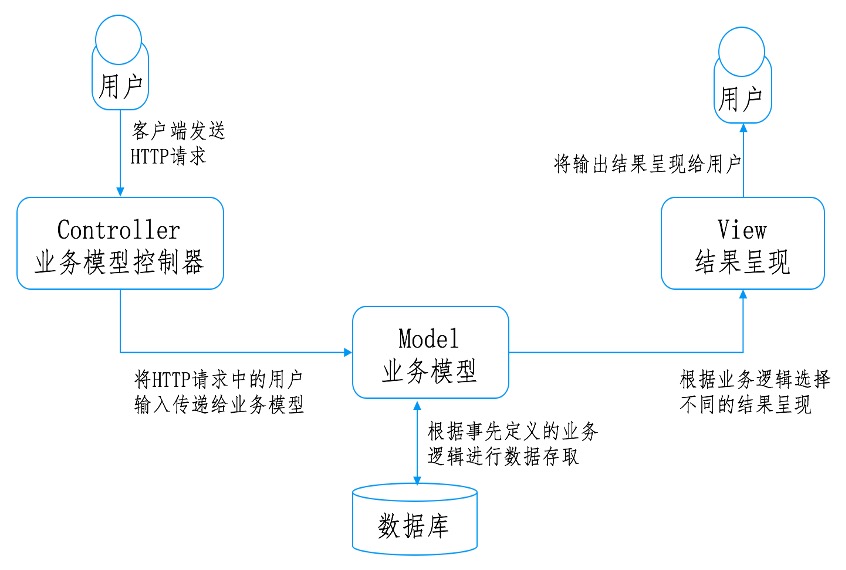 用户
客户端发送
HTTP请求
Controller
业务模型控制器
将HTTP请求中的用户
输入传递给业务模型
Model
业务模型
根据事先定义的业务
逻辑进行数据存取
数据库
根据业务逻辑选择
不同的结果呈现
View
结果呈现
将输出结果呈现给用户
用户